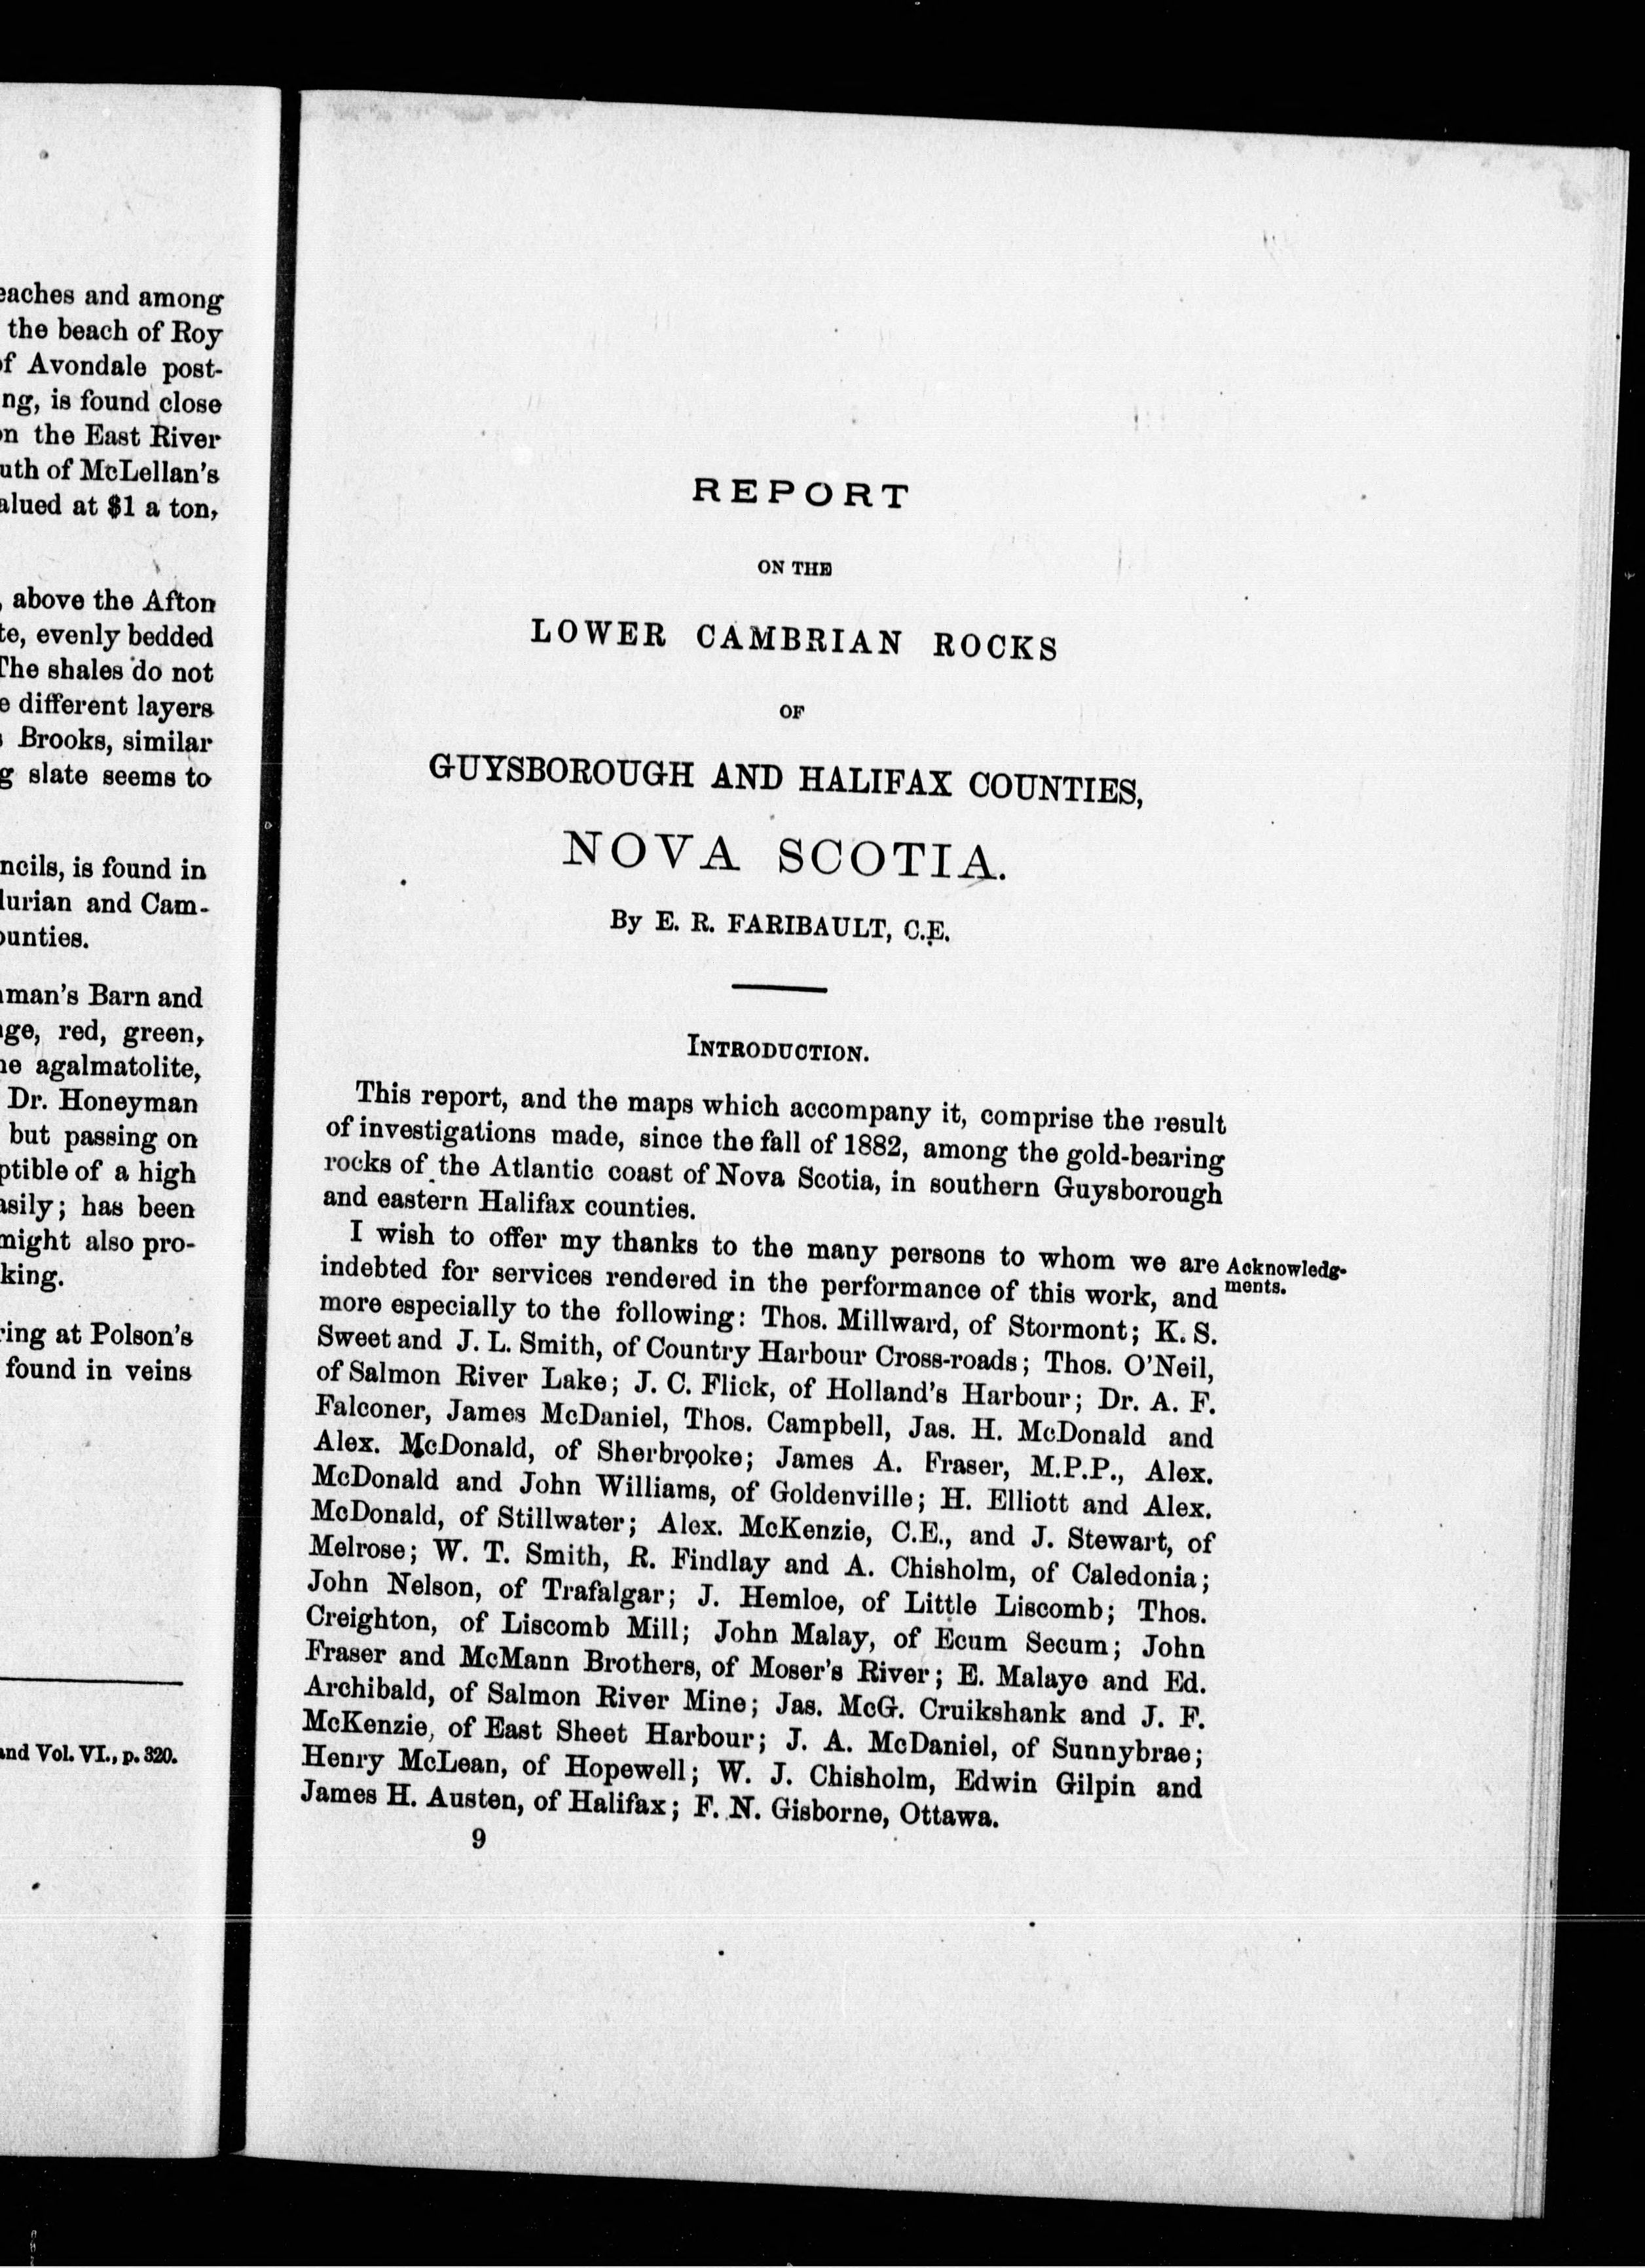 eaches and among
the beach of Roy
of Avondale post-
ng, is found close
on the East River
uth of McLellan's
alued at $1 a ton,
, above the Afton
te, evenly bedded
The shales do not
e different layers
s Brooks, similar
g slate seems to
ncils, is found in
lurian and Cam-
ounties.
man's Barn and
nge, red, green,
ne agalmatolite,
Dr. Honeyman
but passing on
ptible of a high
asily; has been
might also pro-
king.
ring at Polson's
found in veins
and Vol. VI., p. 320.
REPORT
ON THE
LOWER CAMBRIAN ROCKS
OF
GUYSBOROUGH AND HALIFAX COUNTIES,
NOVA SCOTIA.
By E. R. FARIBAULT, C.E.
INTRODUCTION.
This report, and the maps which accompany it, comprise the result
of investigations made, since the fall of 1882, among the gold-bearing
rocks of the Atlantic coast of Nova Scotia, in southern Guysborough
and eastern Halifax counties.
I wish to offer my thanks to the many persons to whom we are
Acknowledg-
ments.
indebted for services rendered in the performance of this work, and
more especially to the following: Thos. Millward, of Stormont; K. S.
Sweet and J. L. Smith, of Country Harbour Cross-roads; Thos. O'Neil,
of Salmon River Lake; J. C. Flick, of Holland's Harbour; Dr. A. F.
Falconer, James McDaniel, Thos. Campbell, Jas. H. McDonald and
Alex. McDonald, of Sherbrooke; James A. Fraser, M.P.P., Alex.
McDonald and John Williams, of Goldenville; H. Elliott and Alex.
McDonald, of Stillwater; Alex. McKenzie, C.E., and J. Stewart, of
Melrose; W. T. Smith, R. Findlay and A. Chisholm, of Caledonia;
John Nelson, of Trafalgar; J. Hemloe, of Little Liscomb; Thos.
Creighton, of Liscomb Mill; John Malay, of Ecum Secum; John
Fraser and McMann Brothers, of Moser's River; E. Malaye and Ed.
Archibald, of Salmon River Mine; Jas. McG. Cruikshank and J. F.
McKenzie, of East Sheet Harbour; J. A. McDaniel, of Sunnybrae;
Henry McLean, of Hopewell; W. J. Chisholm, Edwin Gilpin and
James H. Austen, of Halifax; F. N. Gisborne, Ottawa.
9